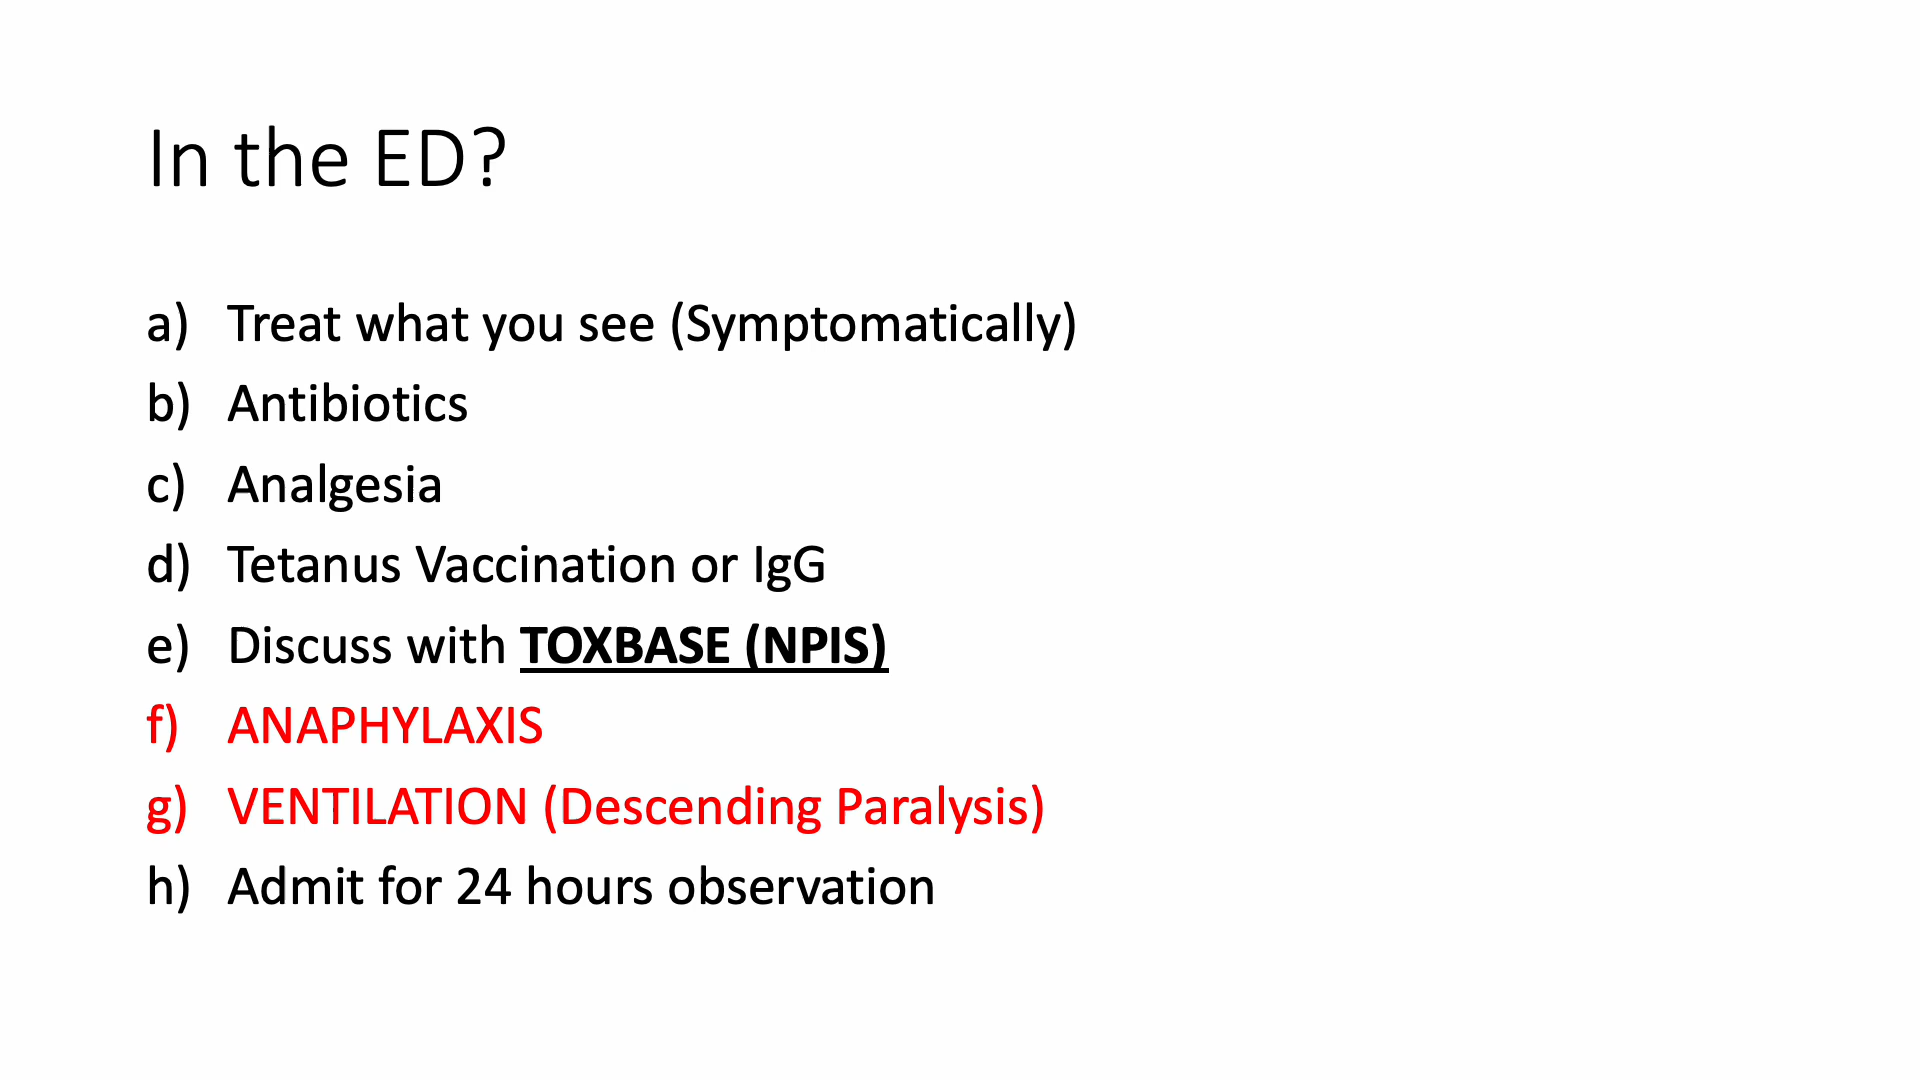 In the ED?
a) Treat what you see (Symptomatically)
b) Antibiotics
c) Analgesia
d) Tetanus Vaccination or IgG
e) Discuss with TOXBASE (NPIS)
f) ANAPHYLAXIS
g) VENTILATION (Descending Paralysis)
h) Admit for 24 hours observation